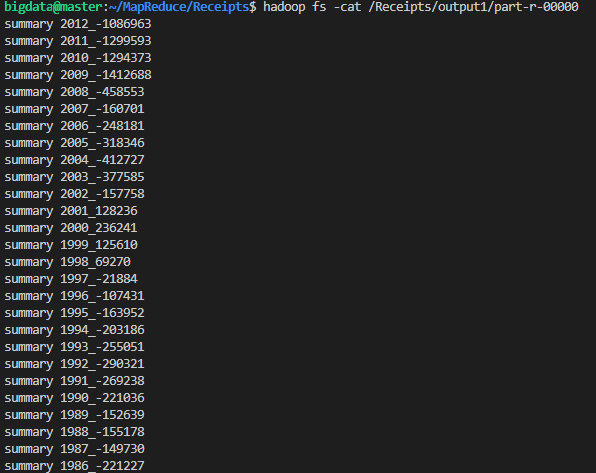 bigdata@master:~/MapReduce/Receipts$ hadoop fs -cat /Receipts/output1/part-r-00000
summary 2012_-1086963
summary 2011_-1299593
summary 2010_-1294373
summary 2009_-1412688
summary 2008_-458553
summary 2007_-160701
summary 2006_-248181
summary 2005_-318346
summary 2004_-412727
summary 2003_-377585
summary 2002_-157758
summary 2001_128236
summary 2000_236241
summary 1999_125610
summary 1998_69270
summary 1997_-21884
summary 1996_-107431
summary 1995_-163952
summary 1994_-203186
summary 1993_-255051
summary 1992_-290321
summary 1991_-269238
summary 1990_-221036
summary 1989_-152639
summary 1988_-155178
summary 1987_-149730
summary 1986_-221227